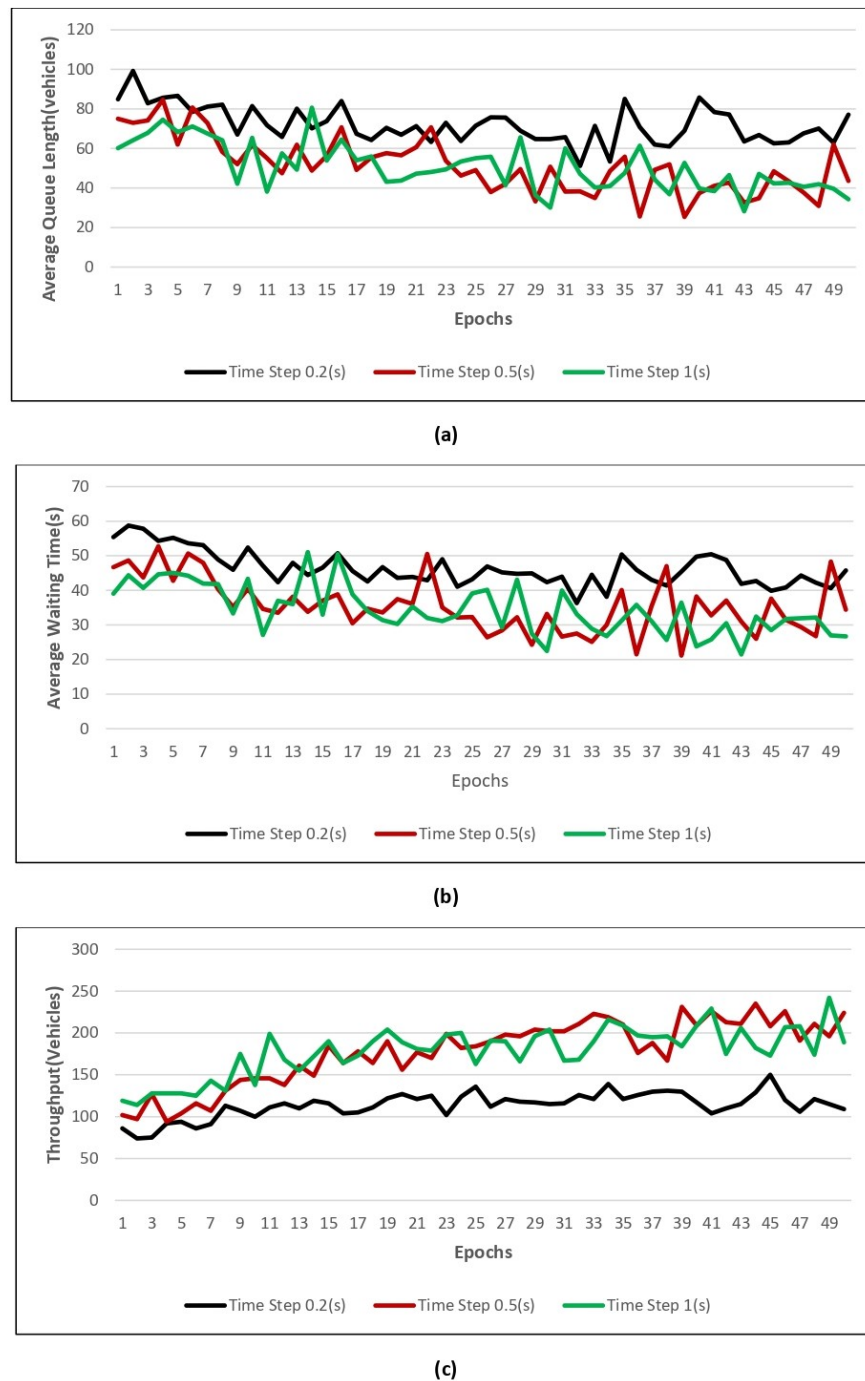 120
100
80
60
40
20
0
Average Queue Length(vehicles)
1 3 5 7 9 11 13 15 17 19 21 23 25 27 29 31 33 35 37 39 41 43 45 47 49
Epochs
Time Step 0.2(s) Time Step 0.5(s) Time Step 1(s)
(a)
70
60
50
40
30
20
10
0
Average Waiting Time(s)
1 3 5 7 9 11 13 15 17 19 21 23 25 27 29 31 33 35 37 39 41 43 45 47 49
Epochs
Time Step 0.2(s) Time Step 0.5(s) Time Step 1(s)
(b)
300
250
200
150
100
50
0
Throughput(Vehicles)
1 3 5 7 9 11 13 15 17 19 21 23 25 27 29 31 33 35 37 39 41 43 45 47 49
Epochs
Time Step 0.2(s) Time Step 0.5(s) Time Step 1(s)
(c)